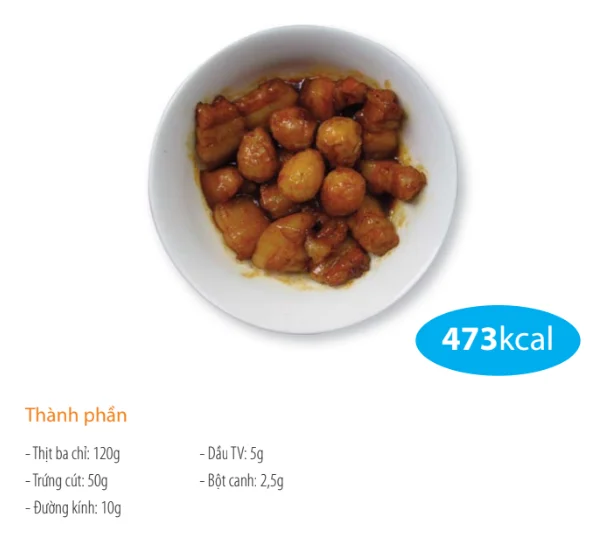 473kcal
Thành phần
- Thịt ba chỉ: 120g
- Trứng cút: 50g
- Đường kính: 10g
- Dầu TV: 5g
- Bột canh: 2,5g